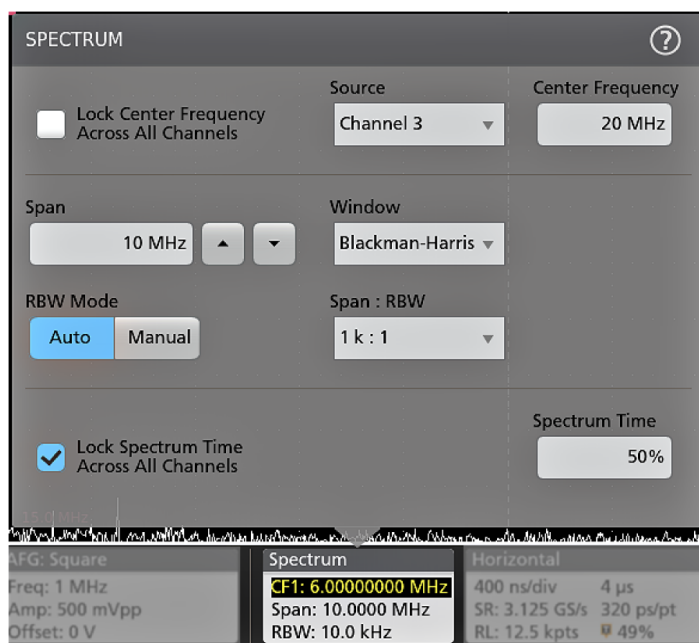 SPECTRUM
?
Lock Center Frequency
Across All Channels
Source
Channel 3
Center Frequency
20 MHz
Span
10 MHz
Window
Blackman-Harris
RBW Mode
Auto
Manual
Span : RBW
1 k : 1
Lock Spectrum Time
Across All Channels
Spectrum Time
50%
15.0 MHz
AFG: Square
Freq: 1 MHz
Amp: 500 mVpp
Offset: 0 V
Spectrum
CF1: 6.00000000 MHz
Span: 10.0000 MHz
RBW: 10.0 kHz
Horizontal
400 ns/div 4 µs
SR: 3.125 GS/s 320 ps/pt
RL: 12.5 kpts 49%